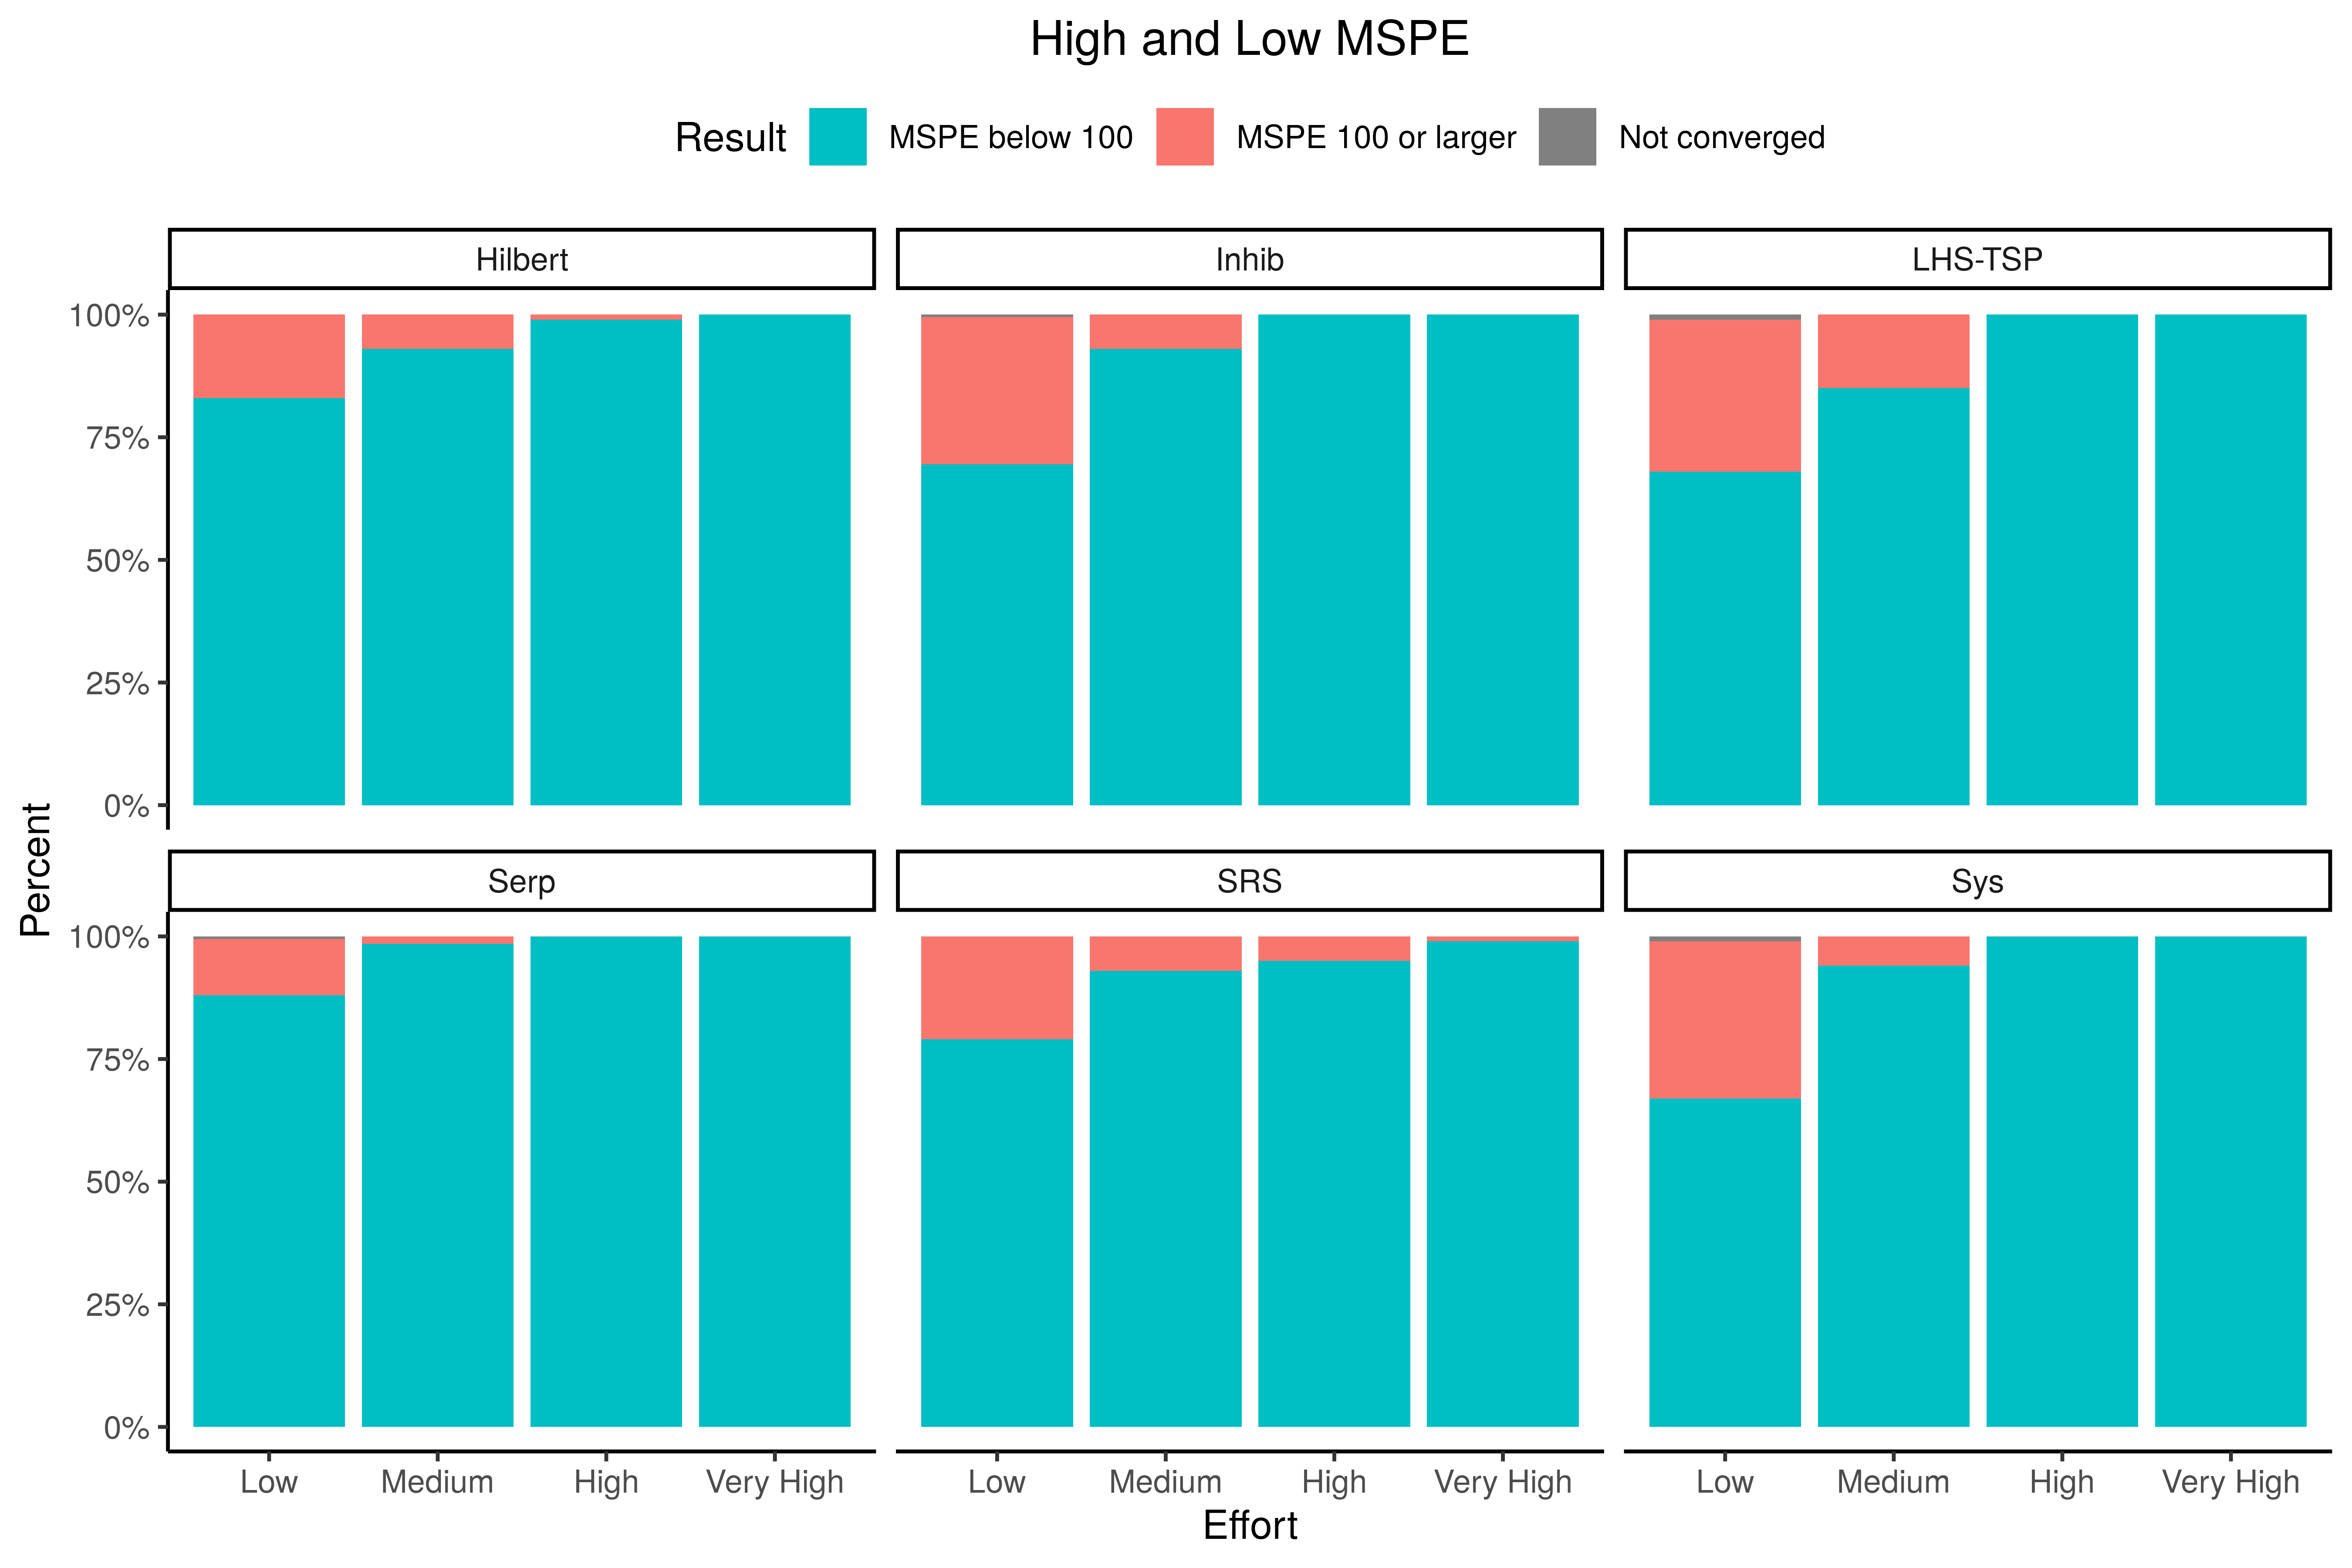 High and Low MSPE
Result MSPE below 100 MSPE 100 or larger Not converged
Hilbert Inhib LHS-TSP
100%
75%
50%
25%
0%
Percent
Serp SRS Sys
100%
75%
50%
25%
0%
Low Medium High Very High Low Medium High Very High Low Medium High Very High
Effort